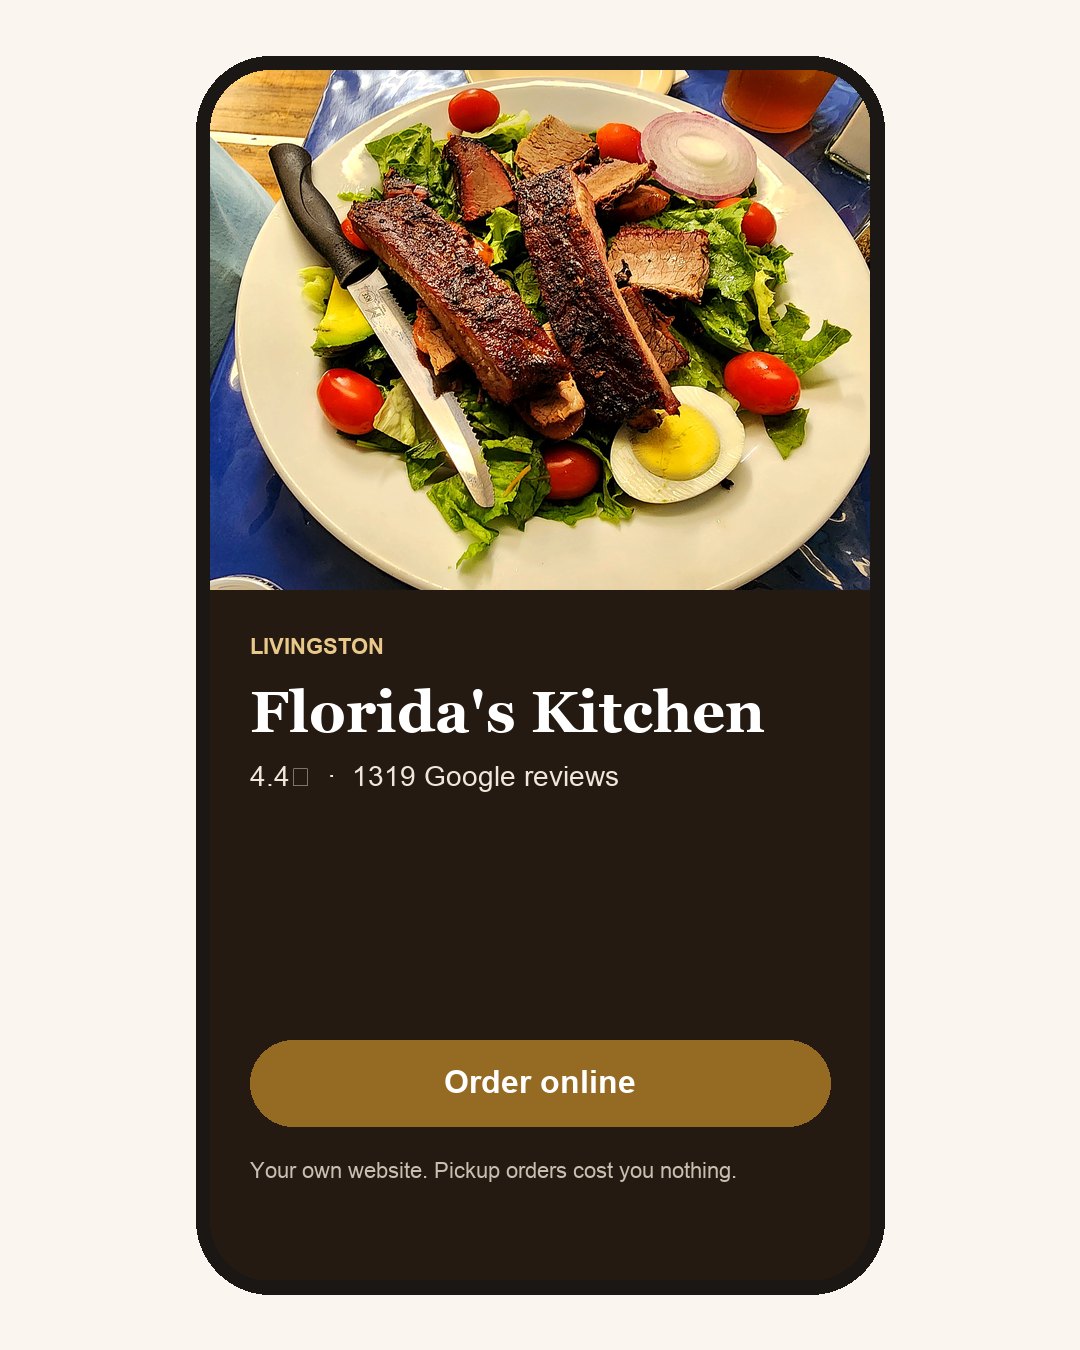 LIVINGSTON
Florida's Kitchen
4.4□ · 1319 Google reviews
Order online
Your own website. Pickup orders cost you nothing.